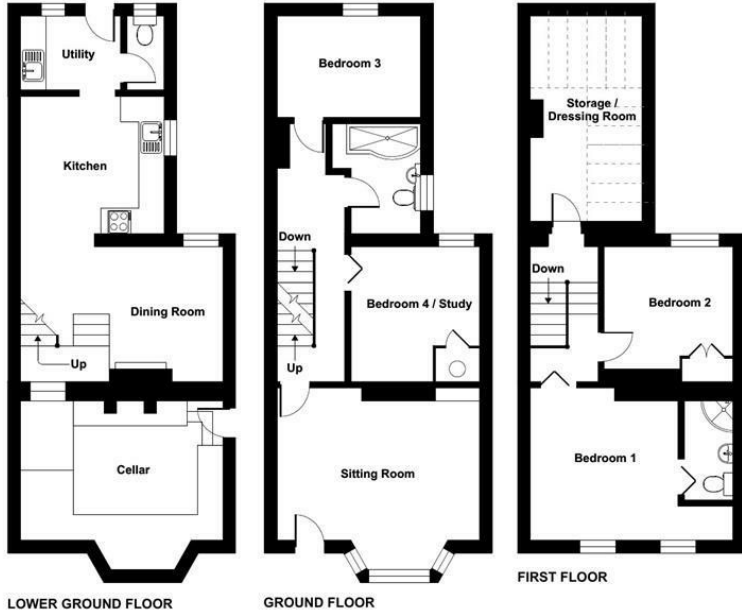 Utility
Kitchen
Dining Room
Up
Cellar
LOWER GROUND FLOOR
Bedroom 3
Down
Bedroom 4 / Study
Up
Sitting Room
GROUND FLOOR
Storage /
Dressing Room
Down
Bedroom 2
Bedroom 1
FIRST FLOOR